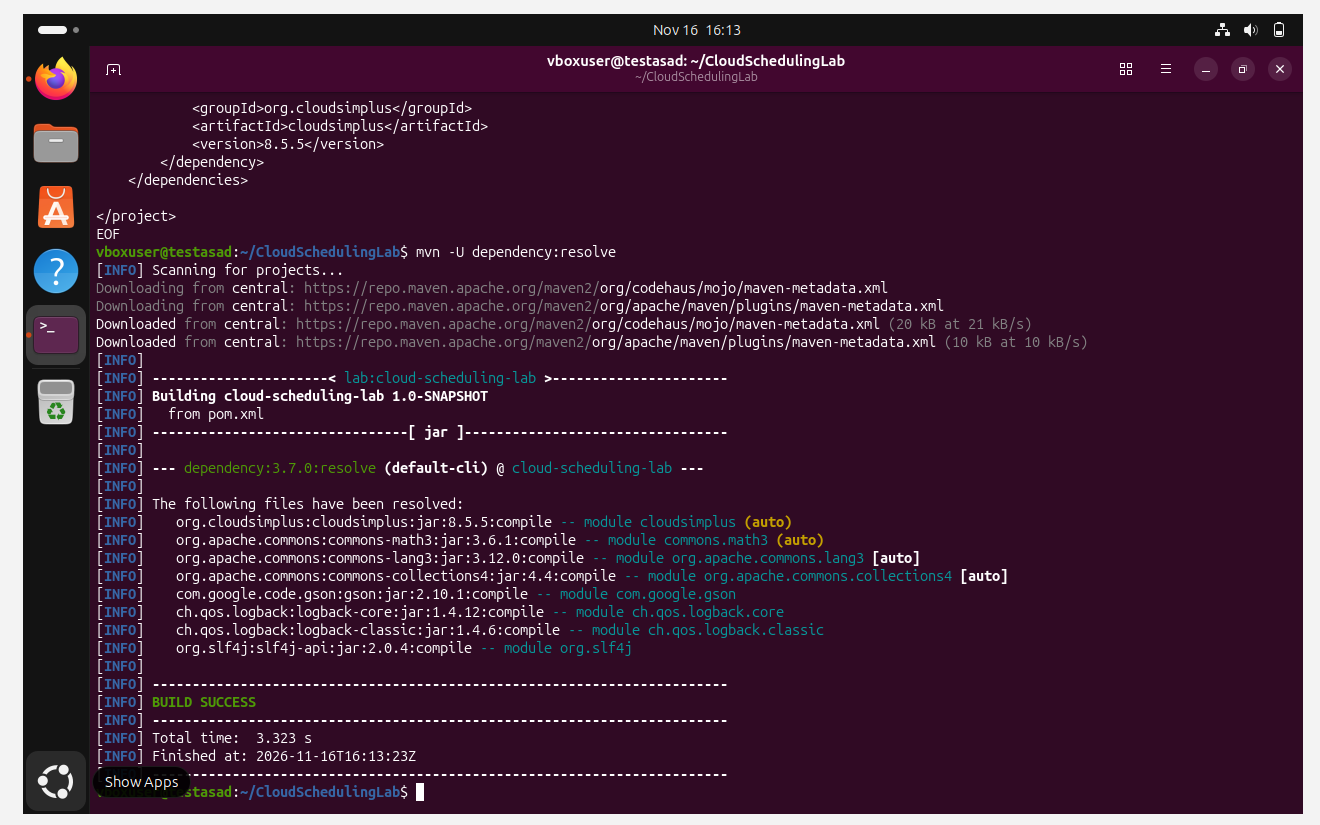 Nov 16 16:13
vboxuser@testasad: ~/CloudSchedulingLab
~/CloudSchedulingLab
<groupId>org.cloudsimplus</groupId>
<artifactId>cloudsimplus</artifactId>
<version>8.5.5</version>
</dependency>
</dependencies>
</project>
EOF
vboxuser@testasad:~/CloudSchedulingLab$ mvn -U dependency:resolve
[INFO] Scanning for projects...
Downloading from central: https://repo.maven.apache.org/maven2/org/codehaus/mojo/maven-metadata.xml
Downloading from central: https://repo.maven.apache.org/maven2/org/apache/maven/plugins/maven-metadata.xml
Downloaded from central: https://repo.maven.apache.org/maven2/org/codehaus/mojo/maven-metadata.xml (20 kB at 21 kB/s)
Downloaded from central: https://repo.maven.apache.org/maven2/org/apache/maven/plugins/maven-metadata.xml (10 kB at 10 kB/s)
[INFO]
[INFO] ----------------------< lab:cloud-scheduling-lab >----------------------
[INFO] Building cloud-scheduling-lab 1.0-SNAPSHOT
[INFO]   from pom.xml
[INFO] --------------------------------[ jar ]---------------------------------
[INFO]
[INFO] --- dependency:3.7.0:resolve (default-cli) @ cloud-scheduling-lab ---
[INFO]
[INFO] The following files have been resolved:
[INFO]    org.cloudsimplus:cloudsimplus:jar:8.5.5:compile -- module cloudsimplus (auto)
[INFO]    org.apache.commons:commons-math3:jar:3.6.1:compile -- module commons.math3 (auto)
[INFO]    org.apache.commons:commons-lang3:jar:3.12.0:compile -- module org.apache.commons.lang3 [auto]
[INFO]    org.apache.commons:commons-collections4:jar:4.4:compile -- module org.apache.commons.collections4 [auto]
[INFO]    com.google.code.gson:gson:jar:2.10.1:compile -- module com.google.gson
[INFO]    ch.qos.logback:logback-core:jar:1.4.12:compile -- module ch.qos.logback.core
[INFO]    ch.qos.logback:logback-classic:jar:1.4.6:compile -- module ch.qos.logback.classic
[INFO]    org.slf4j:slf4j-api:jar:2.0.4:compile -- module org.slf4j
[INFO]
[INFO] ------------------------------------------------------------------------
[INFO] BUILD SUCCESS
[INFO] ------------------------------------------------------------------------
[INFO] Total time:  3.323 s
[INFO] Finished at: 2026-11-16T16:13:23Z
------------------------------------------------------------------------
Show Apps
tasad:~/CloudSchedulingLab$